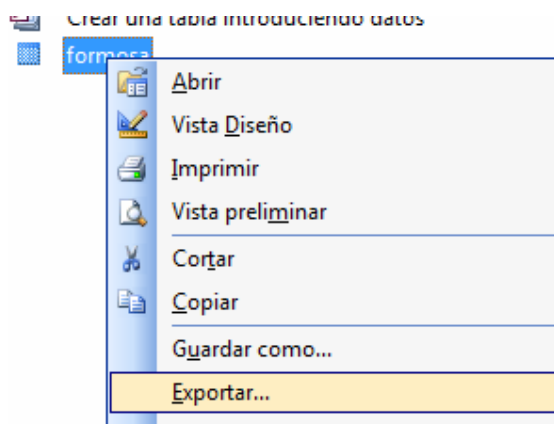 Crear una tabla introduciendo datos
formosa
Abrir
Vista Diseño
Imprimir
Vista preliminar
Cortar
Copiar
Guardar como...
Exportar...